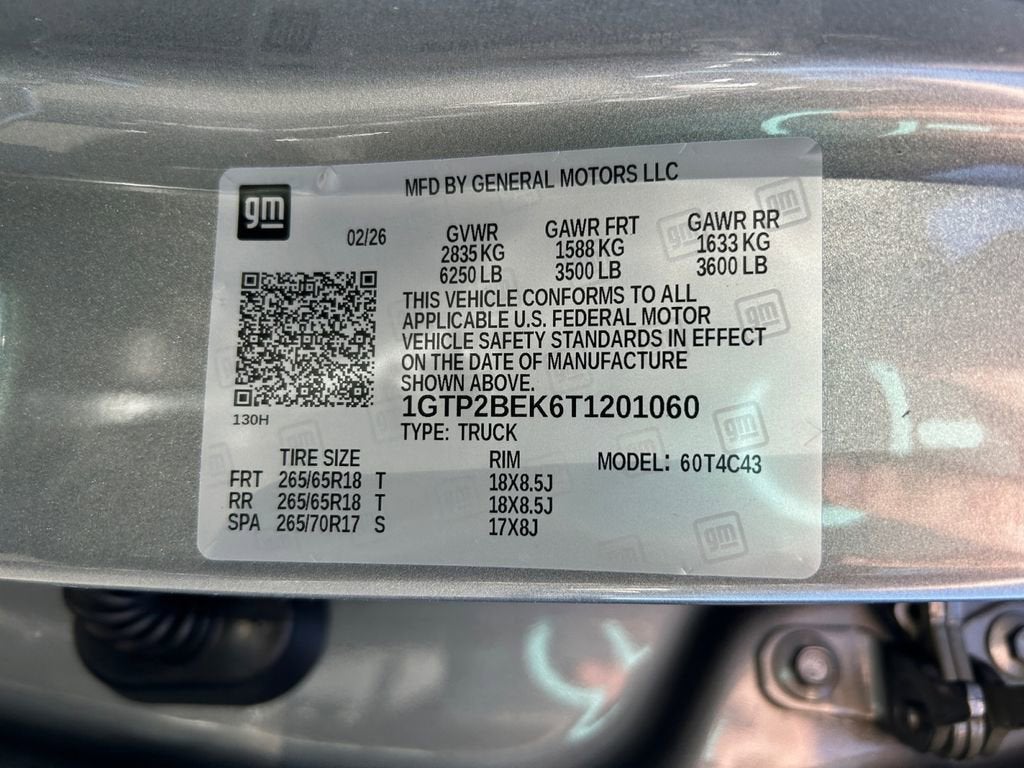 MFD BY GENERAL MOTORS LLC
gm
02/26
GVWR GAWR FRT GAWR RR
2835 KG 1588 KG 1633 KG
6250 LB 3500 LB 3600 LB
THIS VEHICLE CONFORMS TO ALL
APPLICABLE U.S. FEDERAL MOTOR
VEHICLE SAFETY STANDARDS IN EFFECT
ON THE DATE OF MANUFACTURE
SHOWN ABOVE.
1GTP2BEK6T1201060
130H
TYPE: TRUCK
TIRE SIZE RIM MODEL: 60T4C43
FRT 265/65R18 T 18X8.5J
RR 265/65R18 T 18X8.5J
SPA 265/70R17 S 17X8J